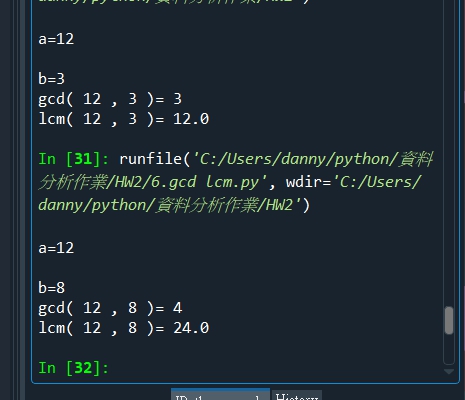 danny/python/資料分析作業/HW2')
a=12
b=3
gcd( 12 , 3 )= 3
lcm( 12 , 3 )= 12.0
In [31]: runfile('C:/Users/danny/python/資料
分析作業/HW2/6.gcd lcm.py', wdir='C:/Users/
danny/python/資料分析作業/HW2')
a=12
b=8
gcd( 12 , 8 )= 4
lcm( 12 , 8 )= 24.0
In [32]:
History